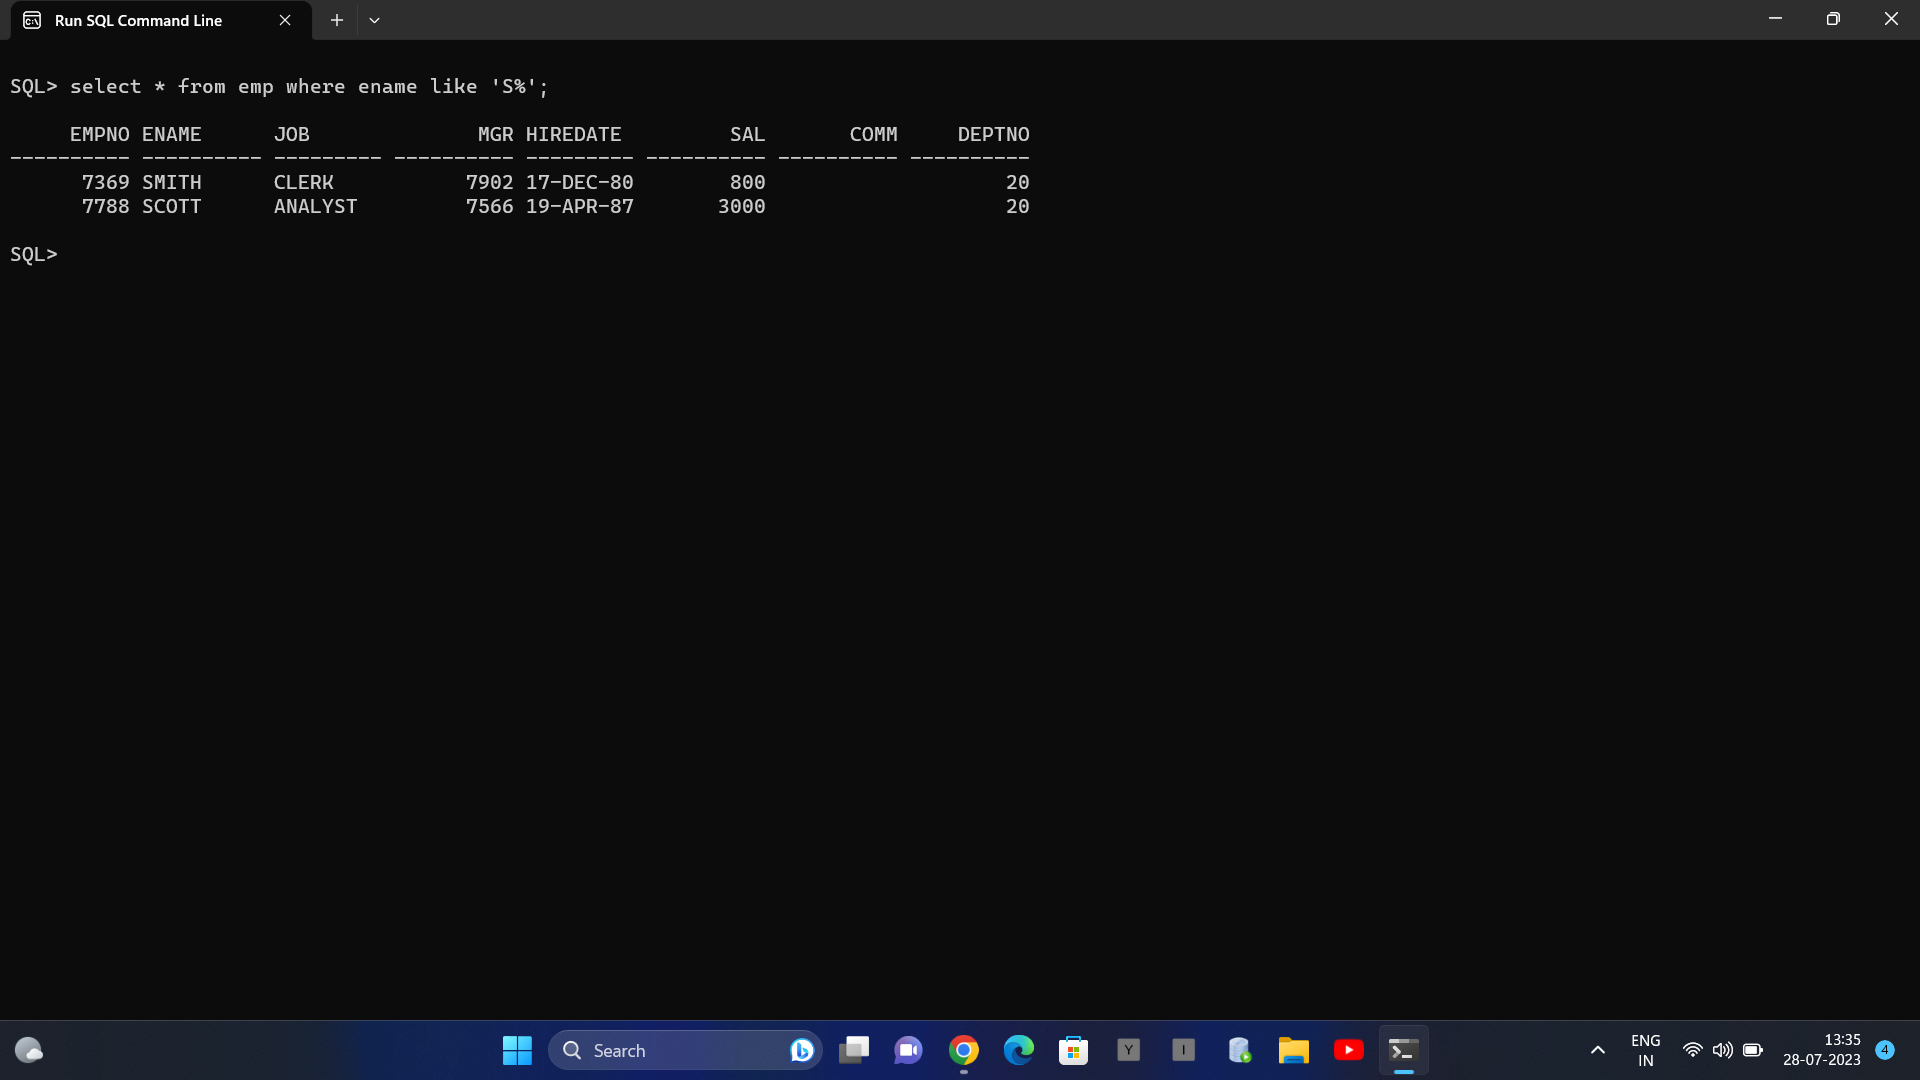 Run SQL Command Line
SQL> select * from emp where ename like 'S%';
     EMPNO ENAME      JOB              MGR HIREDATE         SAL       COMM     DEPTNO
---------- ---------- --------- ---------- --------- ---------- ---------- ----------
      7369 SMITH      CLERK           7902 17-DEC-80        800                    20
      7788 SCOTT      ANALYST         7566 19-APR-87       3000                    20
SQL>
Search
Y
I
ENG
IN
13:35
28-07-2023
4